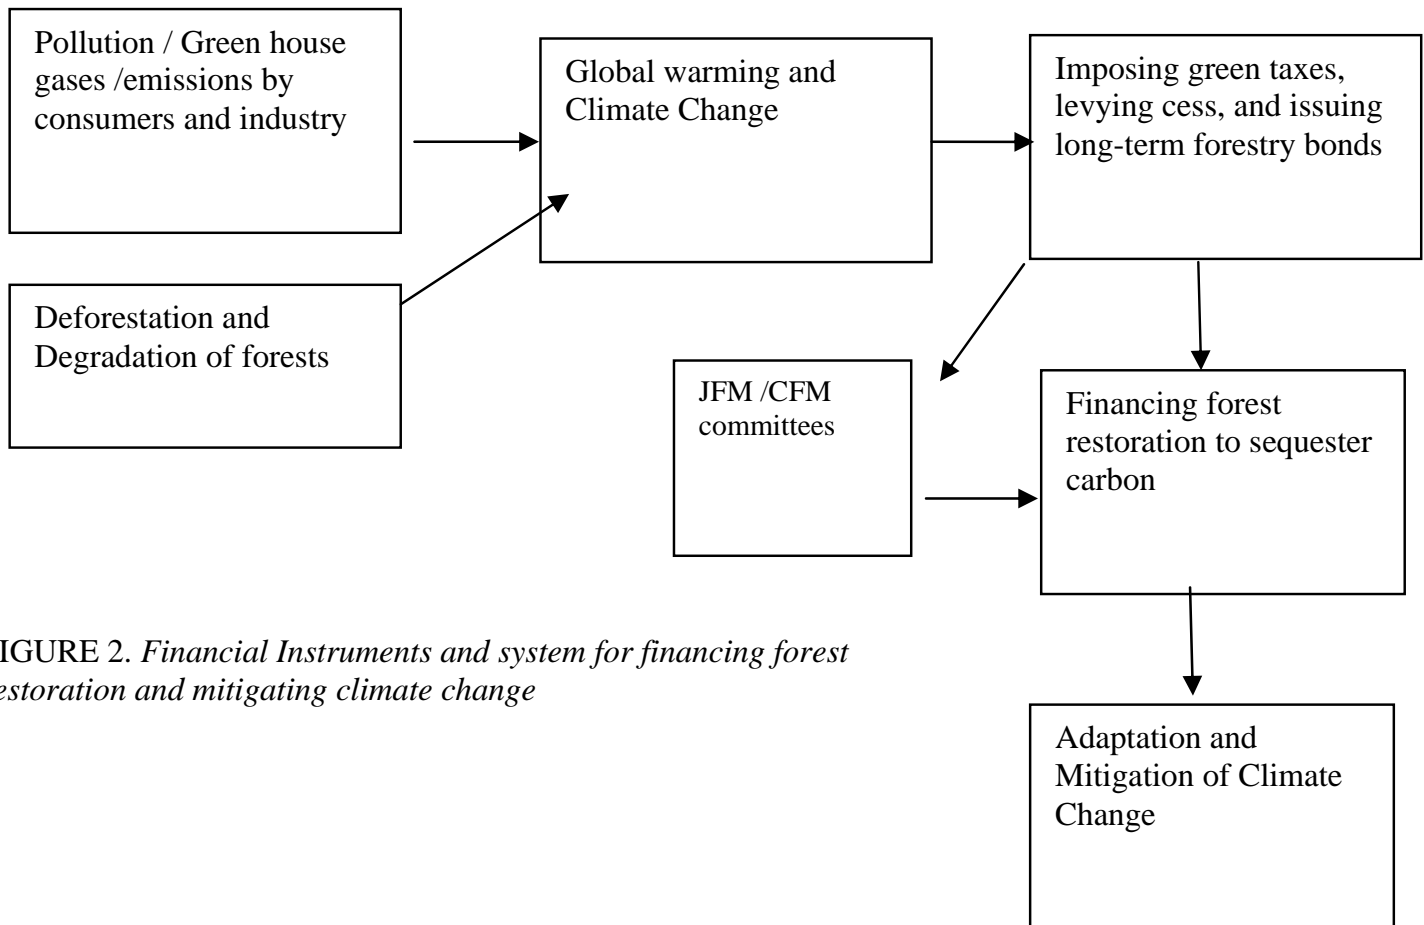 Pollution / Green house
gases /emissions by
consumers and industry
Global warming and
Climate Change
Imposing green taxes,
levying cess, and issuing
long-term forestry bonds
Deforestation and
Degradation of forests
JFM /CFM
committees
Financing forest
restoration to sequester
carbon
IGURE 2. Financial Instruments and system for financing forest
estoration and mitigating climate change
Adaptation and
Mitigation of Climate
Change